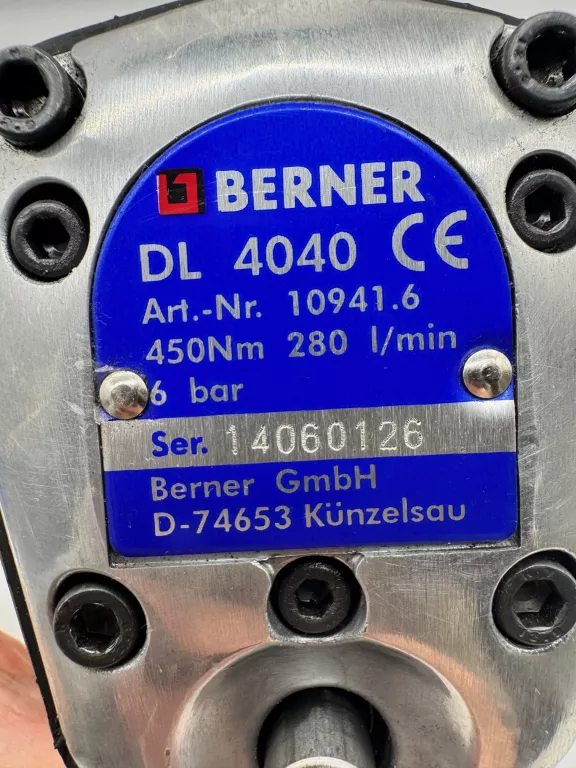 BERNER
DL 4040 CE
Art.-Nr. 10941.6
450Nm 280 l/min
6 bar
Ser. 14060126
Berner GmbH
D-74653 Künzelsau